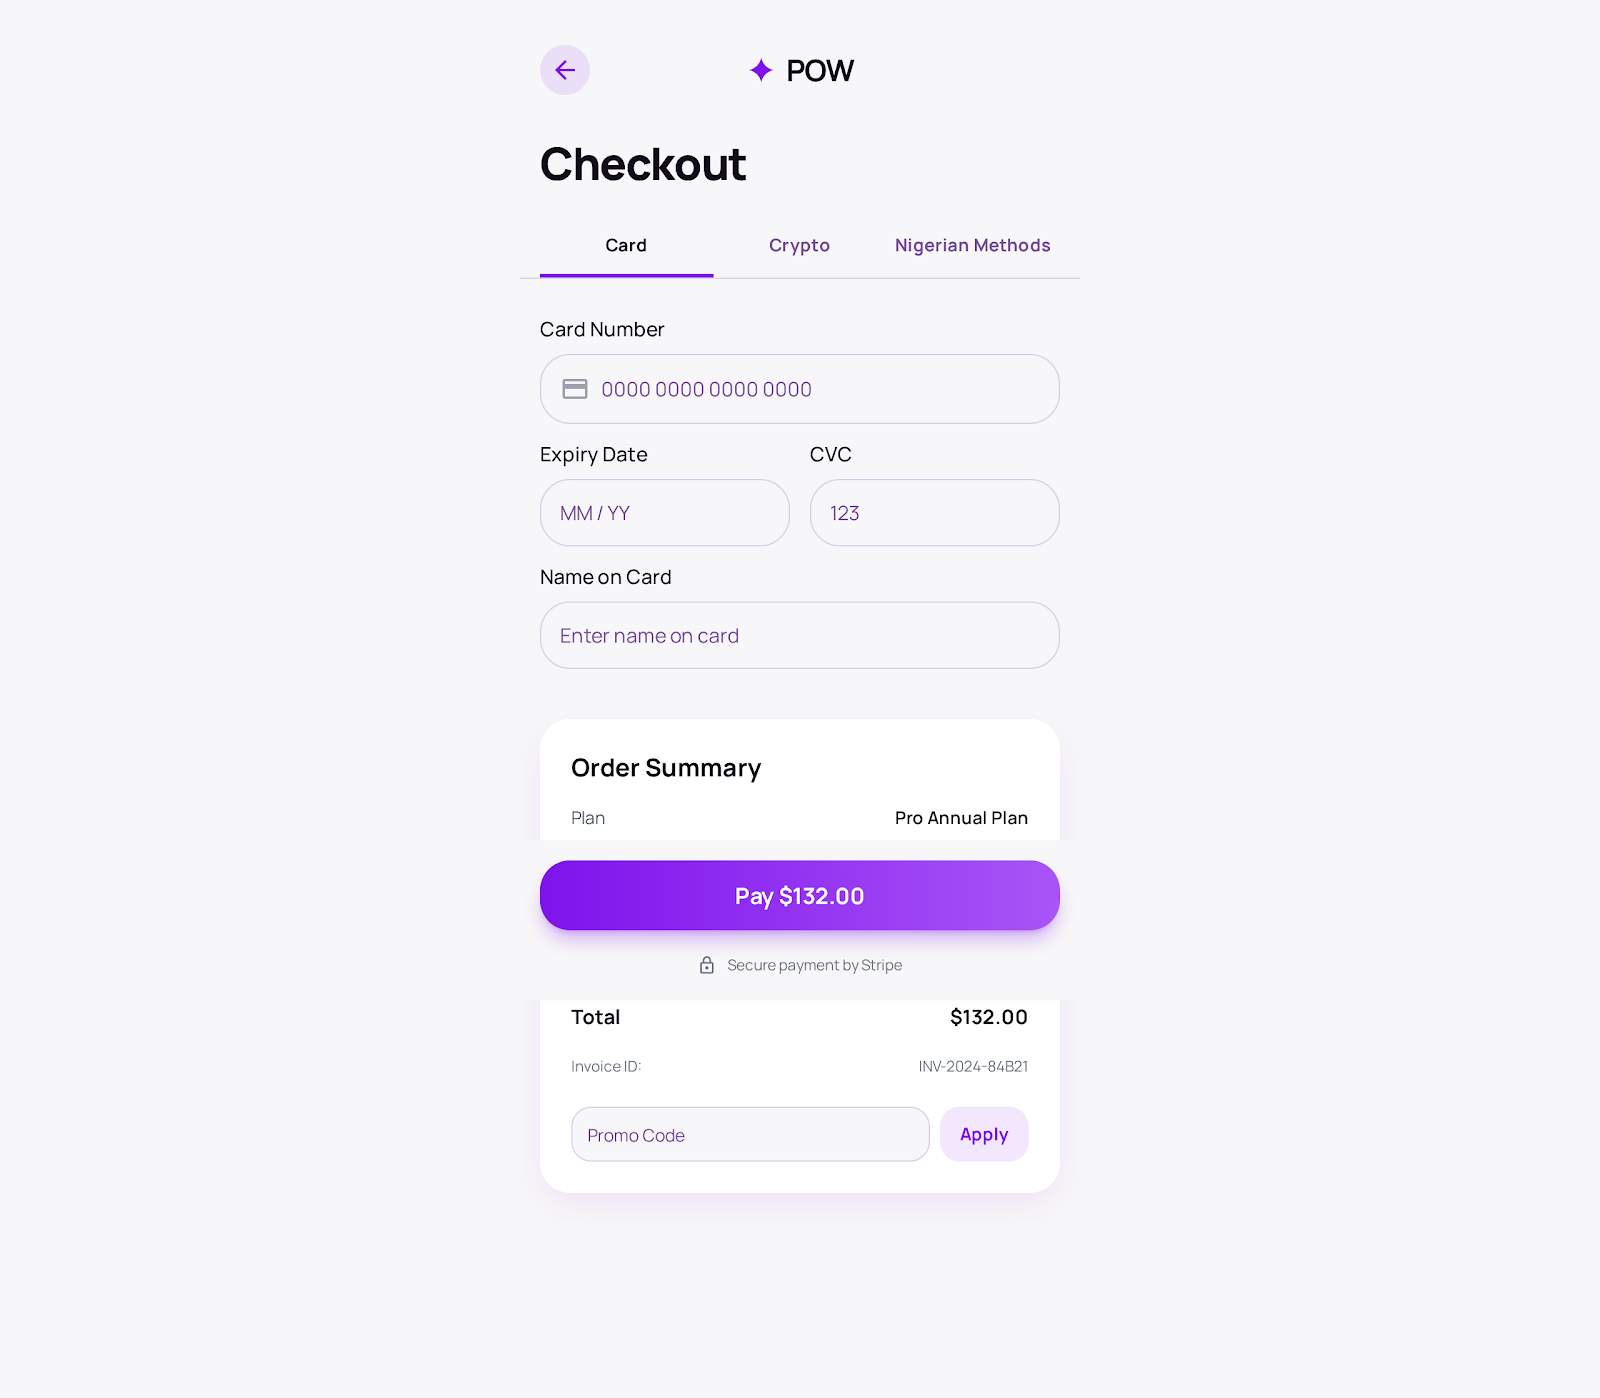 POW
Checkout
Card Crypto Nigerian Methods
Card Number
0000 0000 0000 0000
Expiry Date CVC
MM / YY 123
Name on Card
Enter name on card
Order Summary
Plan Pro Annual Plan
Pay $132.00
Secure payment by Stripe
Total $132.00
Invoice ID: INV-2024-84B21
Promo Code Apply